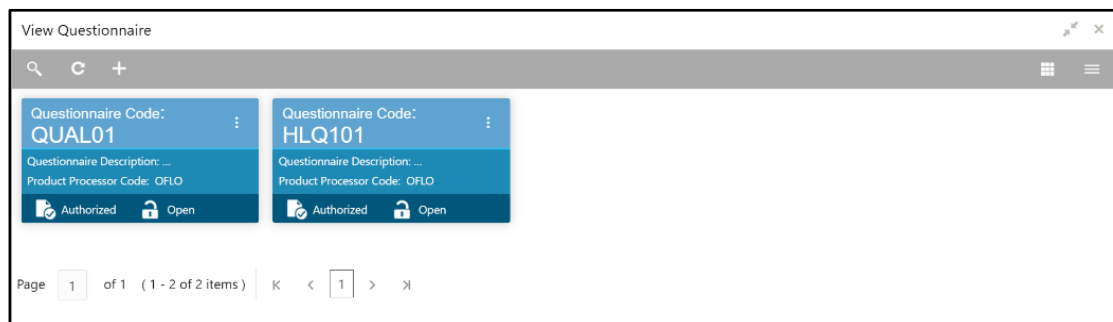 View Questionnaire
Questionnaire Code:
QUAL01
Questionnaire Description: ...
Product Processor Code: OFLO
Authorized Open
Questionnaire Code:
HLQ101
Questionnaire Description: ...
Product Processor Code: OFLO
Authorized Open
Page 1 of 1 ( 1 - 2 of 2 items ) 1